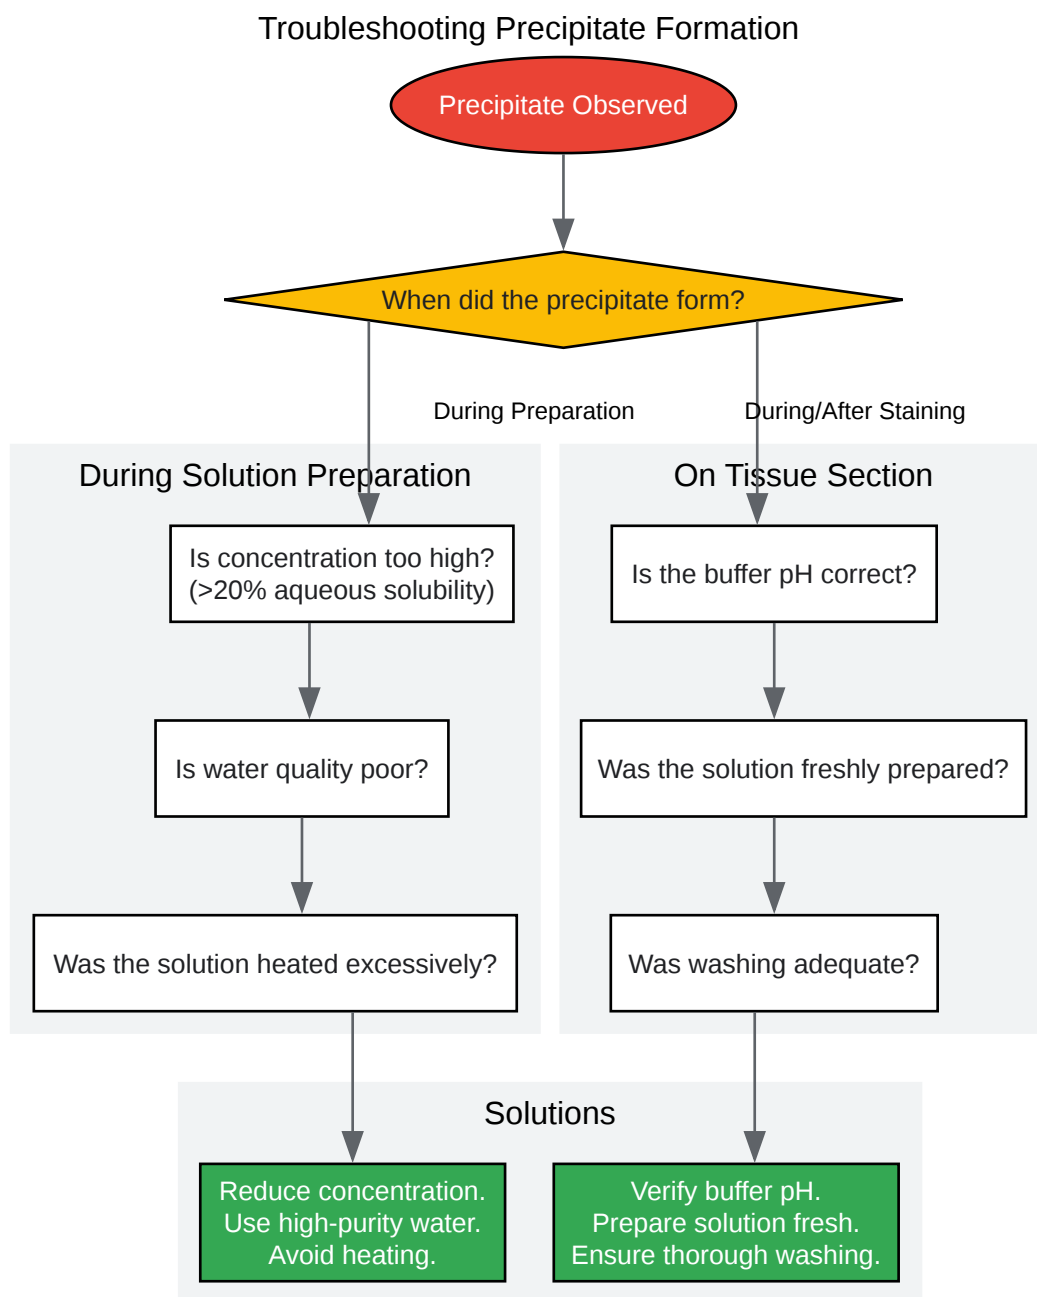 Troubleshooting Precipitate Formation
Precipitate Observed
When did the precipitate form?
During Preparation
During/After Staining
During Solution Preparation
Is concentration too high?
(>20% aqueous solubility)
Is water quality poor?
Was the solution heated excessively?
On Tissue Section
Is the buffer pH correct?
Was the solution freshly prepared?
Was washing adequate?
Solutions
Reduce concentration.
Use high-purity water.
Avoid heating.
Verify buffer pH.
Prepare solution fresh.
Ensure thorough washing.